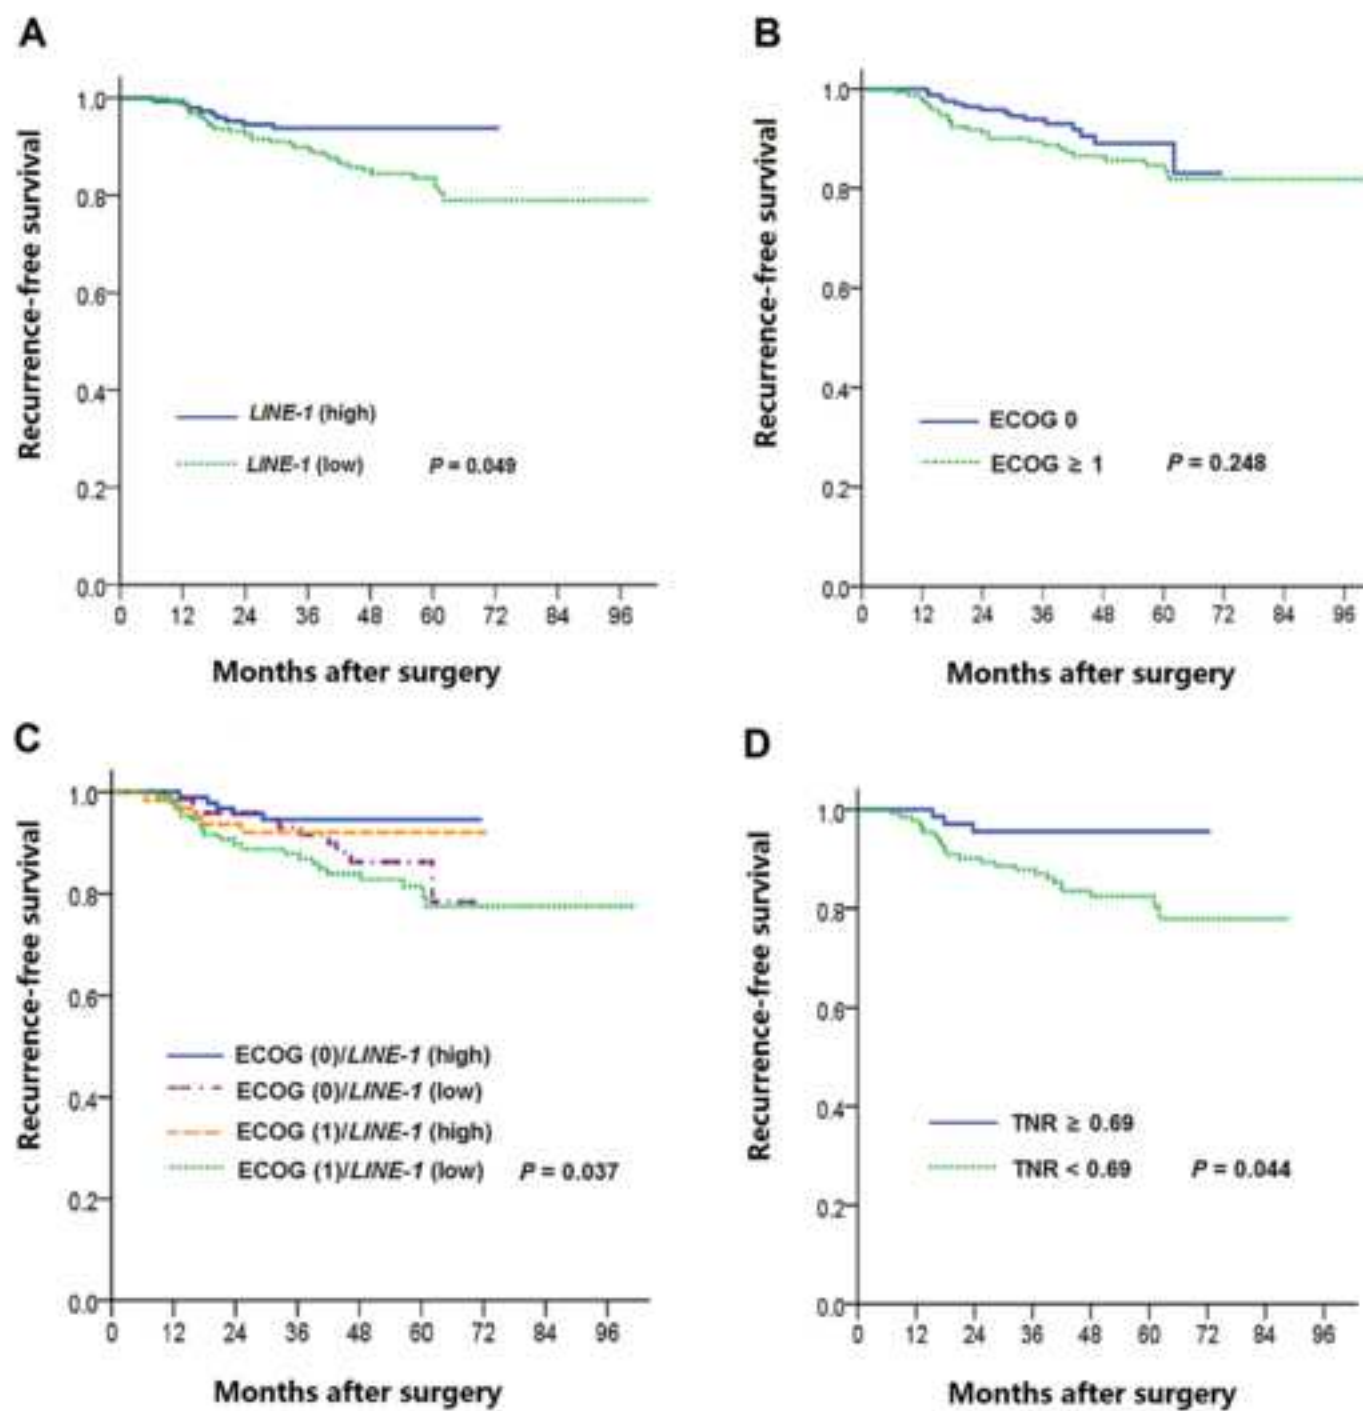 A
Recurrence-free survival
1.0
0.8
0.6
0.4
0.2
0.0
LINE-1 (high)
LINE-1 (low) P = 0.049
0 12 24 36 48 60 72 84 96
Months after surgery
B
Recurrence-free survival
1.0
0.8
0.6
0.4
0.2
0.0
ECOG 0
ECOG ≥ 1 P = 0.248
0 12 24 36 48 60 72 84 96
Months after surgery
C
Recurrence-free survival
1.0
0.8
0.6
0.4
0.2
0.0
ECOG (0)/LINE-1 (high)
ECOG (0)/LINE-1 (low)
ECOG (1)/LINE-1 (high)
ECOG (1)/LINE-1 (low) P = 0.037
0 12 24 36 48 60 72 84 96
Months after surgery
D
Recurrence-free survival
1.0
0.8
0.6
0.4
0.2
0.0
TNR ≥ 0.69
TNR < 0.69 P = 0.044
0 12 24 36 48 60 72 84 96
Months after surgery